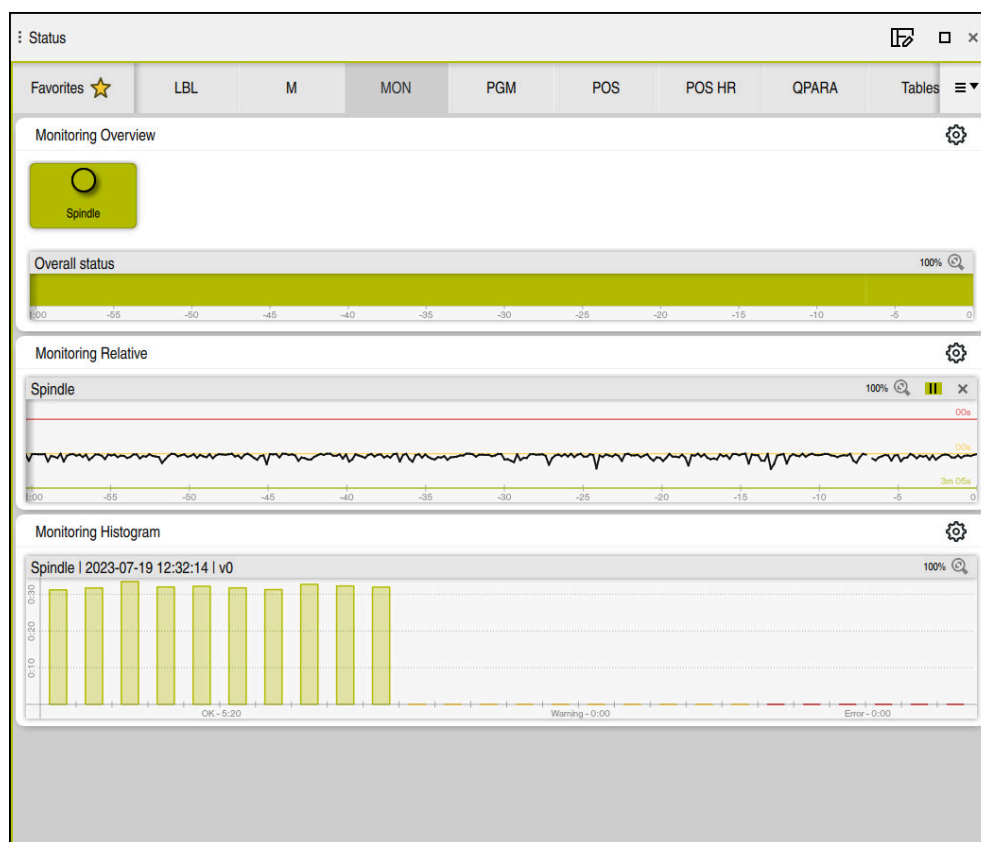 Status
Favorites LBL M MON PGM POS POS HR QPARA Tables
Monitoring Overview
Spindle
Overall status 100%
-55 -50 -45 -40 -35 -30 -25 -20 -15 -10 -5 0
Monitoring Relative
Spindle 100%
00s
00s
3m 05s
-55 -50 -45 -40 -35 -30 -25 -20 -15 -10 -5 0
Monitoring Histogram
Spindle | 2023-07-19 12:32:14 | v0 100%
0:30
0:20
0:10
OK - 5:20 Warning - 0:00 Error - 0:00